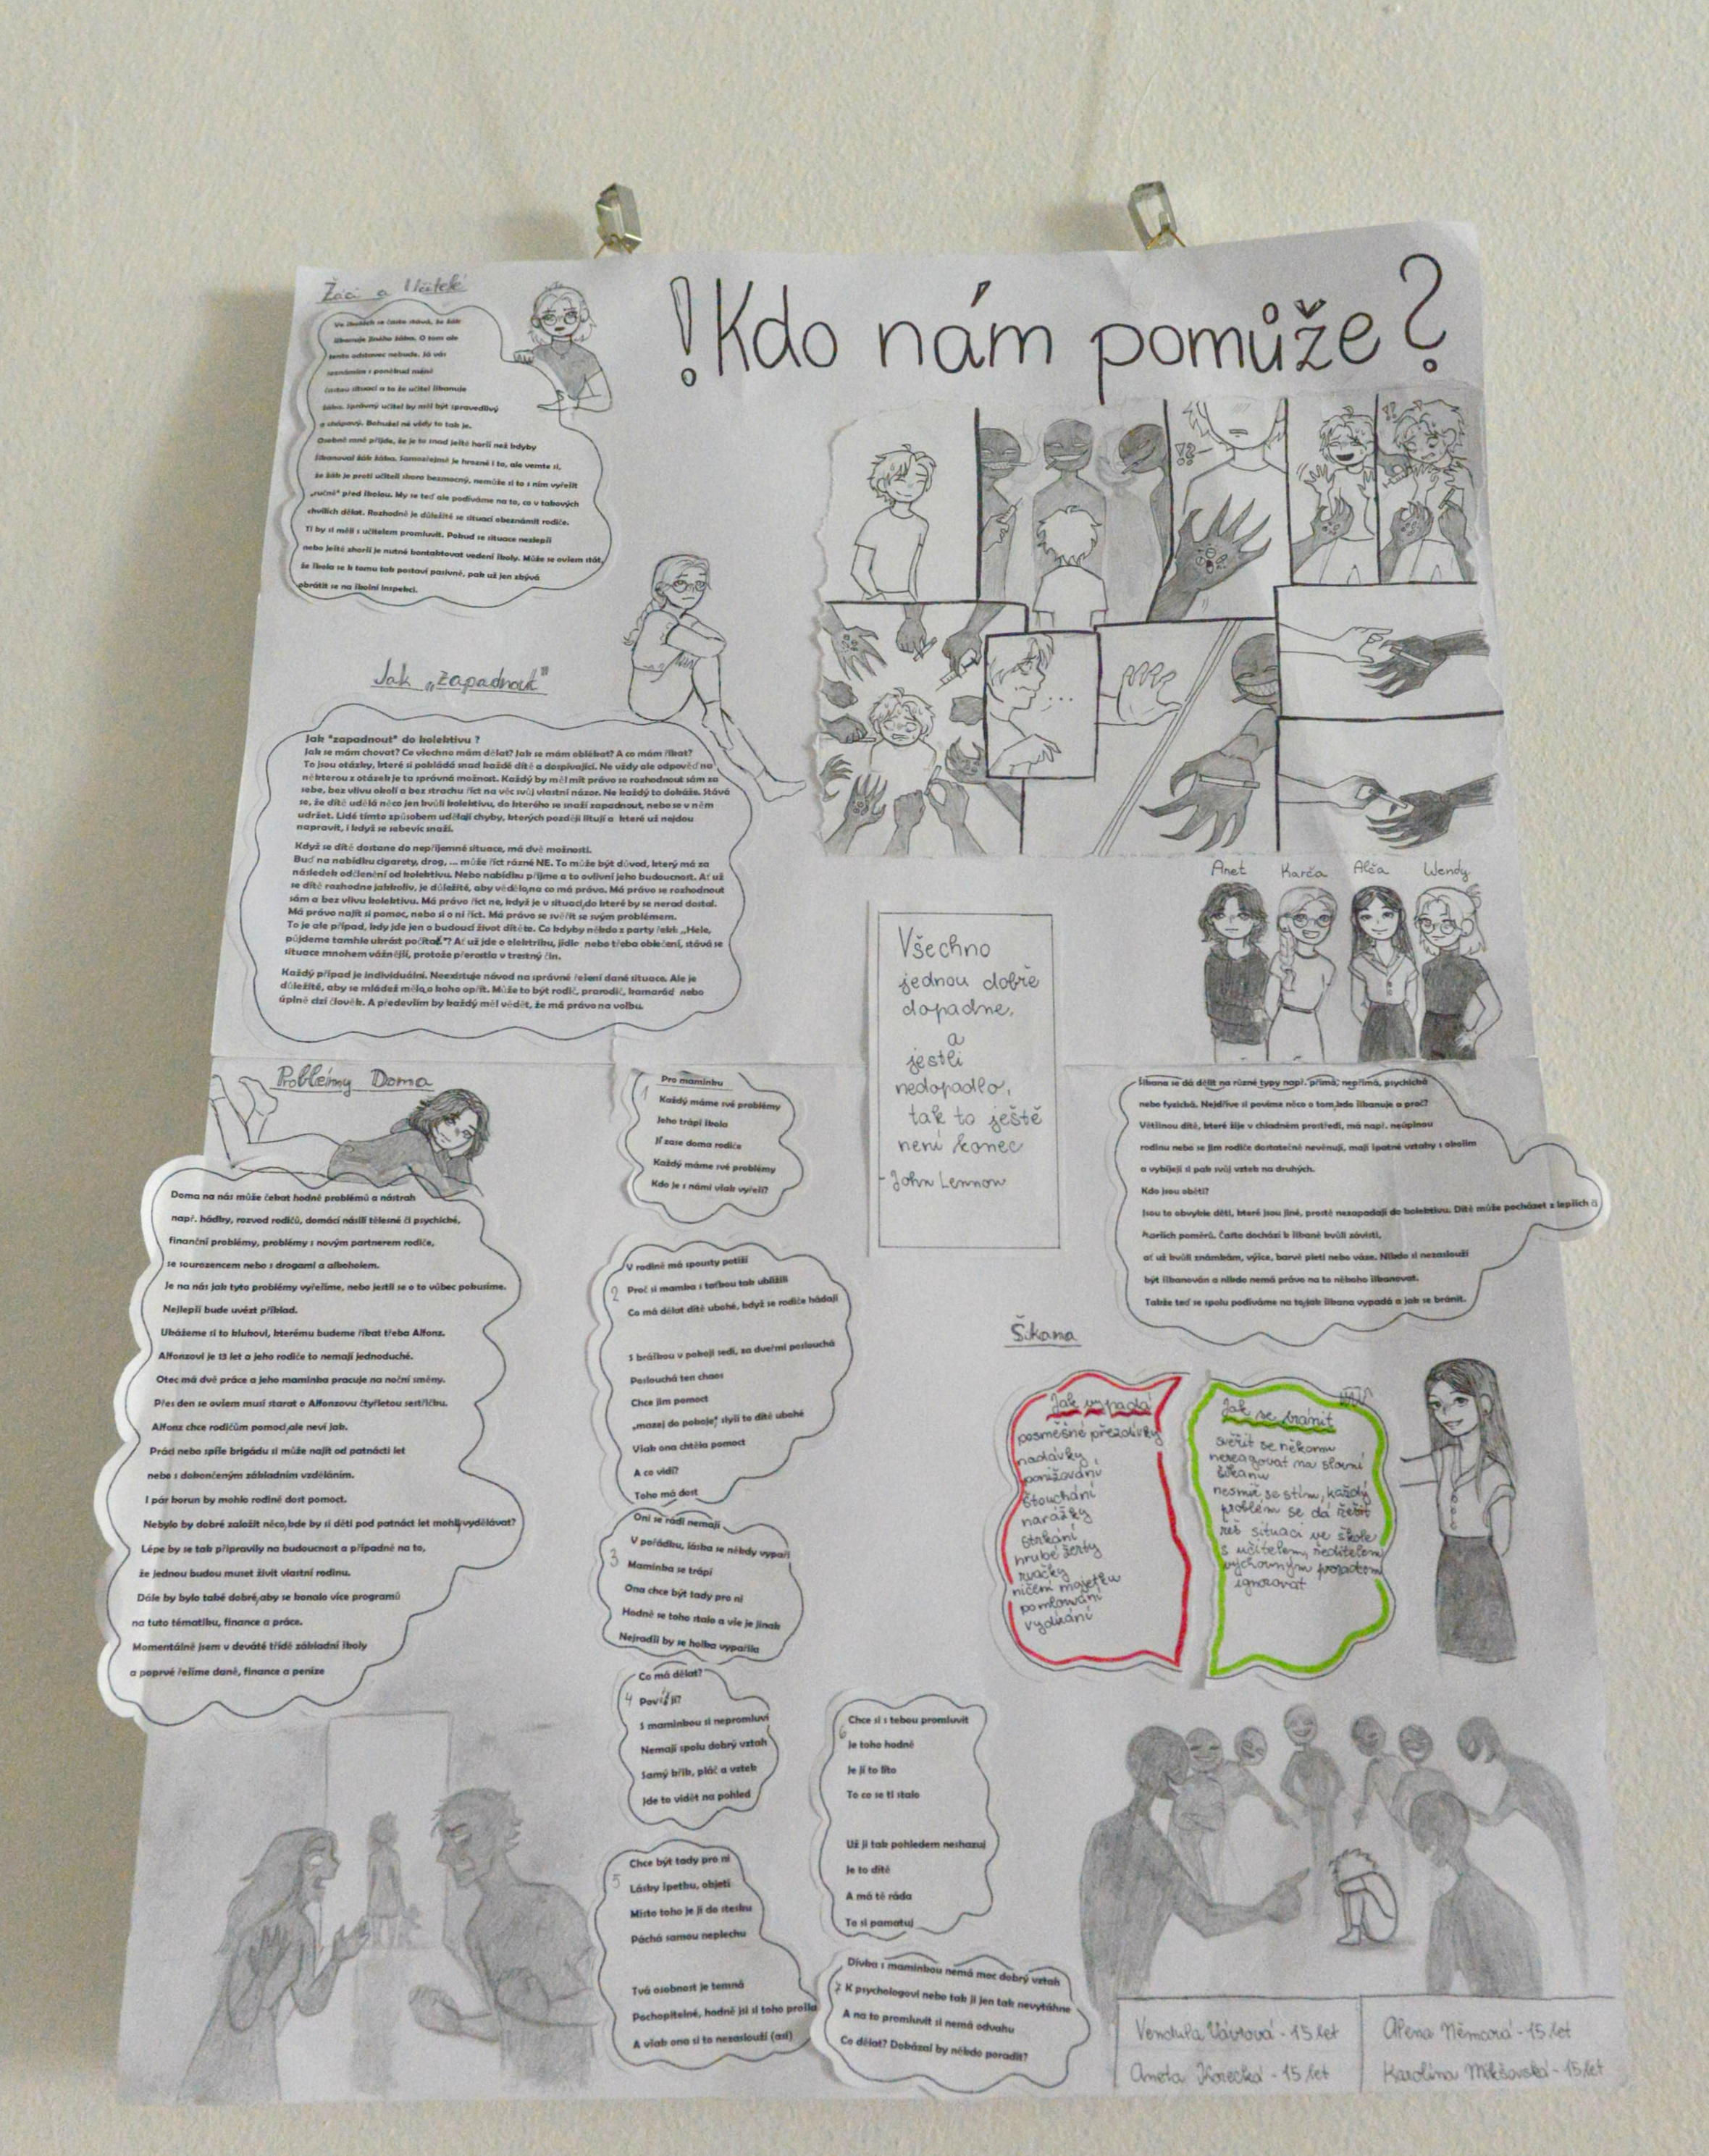 !Kdo nám pomůže?
Žáci a Učitelé
Ve školách se často stává, že žák
šikanuje jiného žáka. O tom ale
tento odstavec nebude. Já vás
seznámím s poněkud méně
častou situací a to že učitel šikanuje
žáka. Správný učitel by měl být spravedlivý
a chápavý. Bohužel né vždy to tak je.
Osobně mně přijde, že je to snad ještě horší než kdyby
šikanoval žák žáka. Samozřejmě je hrozné i to, ale vemte si,
že žák je proti učiteli skoro bezmocný, nemůže si to s ním vyřešit
„ručně“ před školou. My se teď ale podíváme na to, co v takových
chvílích dělat. Rozhodně je důležité se situací obeznámit rodiče.
Ti by si měli s učitelem promluvit. Pokud se situace nezlepší
nebo ještě zhorší je nutné kontaktovat vedení školy. Může se ovšem stát,
že škola se k tomu tak postaví pasivně, pak už jen zbývá
obrátit se na školní inspekci.
Jak „zapadnout“
Jak "zapadnout" do kolektivu ?
Jak se mám chovat? Co všechno mám dělat? Jak se mám oblékat? A co mám říkat?
To jsou otázky, které si pokládá snad každé dítě a dospívající. Ne vždy ale odpověď na
některou z otázek je ta správná možnost. Každý by měl mít právo se rozhodnout sám za
sebe, bez vlivu okolí a bez strachu říct na věc svůj vlastní názor. Ne každý to dokáže. Stává
se, že dítě udělá něco jen kvůli kolektivu, do kterého se snaží zapadnout, nebo se v něm
udržet. Lidé tímto způsobem udělají chyby, kterých později litují a které už nejdou
napravit, i když se sebevíc snaží.
Když se dítě dostane do nepříjemné situace, má dvě možnosti.
Buď na nabídku cigarety, drog, ... může říct rázné NE. To může být důvod, který má za
následek odčlenění od kolektivu. Nebo nabídku přijme a to ovlivní jeho budoucnost. Ať už
se dítě rozhodne jakkoliv, je důležité, aby vědělo,na co má právo. Má právo se rozhodnout
sám a bez vlivu kolektivu. Má právo říct ne, když je v situaci,do které by se nerad dostal.
Má právo najít si pomoc, nebo si o ni říct. Má právo se svěřit se svým problémem.
To je ale případ, kdy jde jen o budoucí život dítěte. Co kdyby někdo z party řekl: „Hele,
půjdeme tamhle ukrást počítač“? Ať už jde o elektriku, jídlo nebo třeba oblečení, stává se
situace mnohem vážnější, protože přerostla v trestný čin.
Každý případ je individuální. Neexistuje návod na správné řešení dané situace. Ale je
důležité, aby se mládež měla o koho opřít. Může to být rodič, prarodič, kamarád nebo
úplně cizí člověk. A především by každý měl vědět, že má právo na volbu.
?!?
!!
...
Anet Karča Alča Wendy
Všechno
jednou dobře
dopadne,
a
jestli
nedopadlo,
tak to ještě
není konec
- John Lennon
Problémy Doma
Doma na nás může čekat hodně problémů a nástrah
např. hádky, rozvod rodičů, domácí násilí tělesné či psychické,
finanční problémy, problémy s novým partnerem rodiče,
se sourozencem nebo s drogami a alkoholem.
Je na nás jak tyto problémy vyřešíme, nebo jestli se o to vůbec pokusíme.
Nejlepší bude uvézt příklad.
Ukážeme si to klukovi, kterému budeme říkat třeba Alfonz.
Alfonzovi je 13 let a jeho rodiče to nemají jednoduché.
Otec má dvě práce a jeho maminka pracuje na noční směny.
Přes den se ovšem musí starat o Alfonzovu čtyřletou sestřičku.
Alfonz chce rodičům pomoci,ale neví jak.
Práci nebo spíše brigádu si může najít od patnácti let
nebo s dokončeným základním vzděláním.
I pár korun by mohlo rodině dost pomoct.
Nebylo by dobré založit něco,kde by si děti pod patnáct let mohly vydělávat?
Lépe by se tak připravily na budoucnost a případně na to,
že jednou budou muset živit vlastní rodinu.
Dále by bylo také dobré,aby se konalo více programů
na tuto tématiku, finance a práce.
Momentálně jsem v deváté třídě základní školy
a poprvé řešíme daně, finance a peníze
Pro maminku
1
Každý máme své problémy
Jeho trápí škola
Jí zase doma rodiče
Každý máme své problémy
Kdo je s námi však vyřeší?
2
V rodině má spousty potíží
Proč si mamka s taťkou tak ublížili
Co má dělat dítě ubohé, když se rodiče hádají
S bráškou v pokoji sedí, za dveřmi poslouchá
Poslouchá ten chaos
Chce jim pomoct
„mazej do pokoje“ slyší to dítě ubohé
Však ona chtěla pomoct
A co vidí?
Toho má dost
3
Oni se rádi nemají
V pořádku, láska se někdy vypaří
Maminka se trápí
Ona chce být tady pro ni
Hodně se toho stalo a vše je jinak
Nejradši by se holka vypařila
4
Co má dělat?
Poví jí?
S maminkou si nepromluví
Nemají spolu dobrý vztah
Samý křik, pláč a vztek
Jde to vidět na pohled
5
Chce být tady pro ni
Lásky špetku, objetí
Místo toho je jí do stesku
Páchá samou neplechu
Tvá osobnost je temná
Pochopitelné, hodně jsi si toho prošla
A však ona si to nezaslouží (asi)
6
Chce si s tebou promluvit
Je toho hodně
Je jí to líto
To co se ti stalo
Už ji tak pohledem neshazuj
Je to dítě
A má tě ráda
To si pamatuj
7
Dívka s maminkou nemá moc dobrý vztah
K psychologovi nebo tak ji jen tak nevytáhne
A na to promluvit si nemá odvahu
Co dělat? Dokázal by někdo poradit?
Šikana se dá dělit na různé typy např. přímá, nepřímá, psychická
nebo fyzická. Nejdříve si povíme něco o tom,kdo šikanuje a proč?
Většinou dítě, které žije v chladném prostředí, má např. neúplnou
rodinu nebo se jim rodiče dostatečně nevěnují, mají špatné vztahy s okolím
a vybíjejí si pak svůj vztek na druhých.
Kdo jsou oběti?
Jsou to obvykle děti, které jsou jiné, prostě nezapadají do kolektivu. Dítě může pocházet z lepších či
horších poměrů. Často dochází k šikaně kvůli závisti,
ať už kvůli známkám, výšce, barvě pleti nebo váze. Nikdo si nezaslouží
být šikanován a nikdo nemá právo na to někoho šikanovat.
Takže teď se spolu podíváme na to,jak šikana vypadá a jak se bránit.
Šikana
Jak vypadá
posměšné přezdívky
nadávky
ponižování
štouchání
narážky
strkání
hrubé žerty
rvačky
ničení majetku
pomlouvání
vydírání
Jak se bránit
svěřit se někomu
nereagovat na slovní
šikanu
nesmíř se s tím, každý
problém se dá řešit
řeš situaci ve škole
s učitelem, ředitelem
výchovným poradcem
ignorovat
Vendula Vávrová - 15 let
Aneta Korecká - 15 let
Alena Němcová - 15 let
Karolína Mikšovská - 15 let